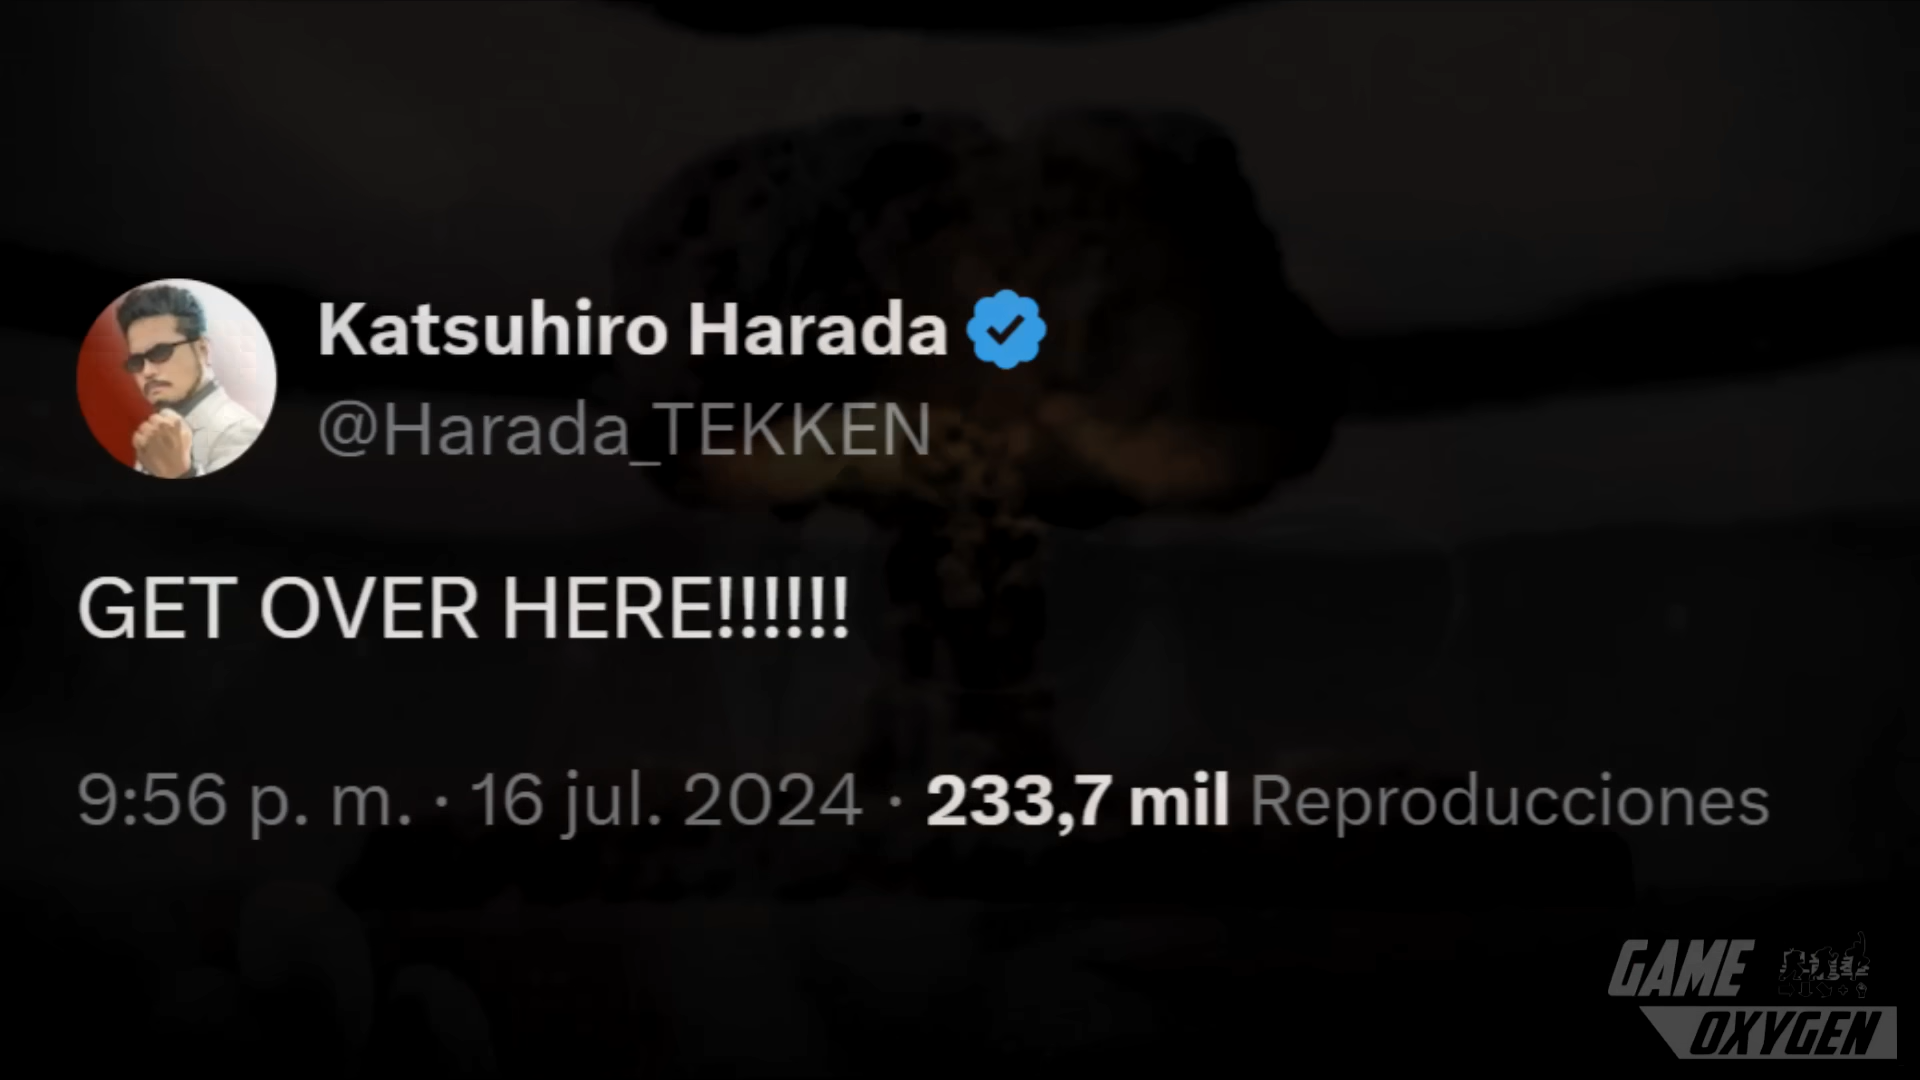 Katsuhiro Harada
@Harada_TEKKEN
GET OVER HERE!!!!!!
9:56 p. m. · 16 jul. 2024 · 233,7 mil Reproducciones
GAME
OXYGEN